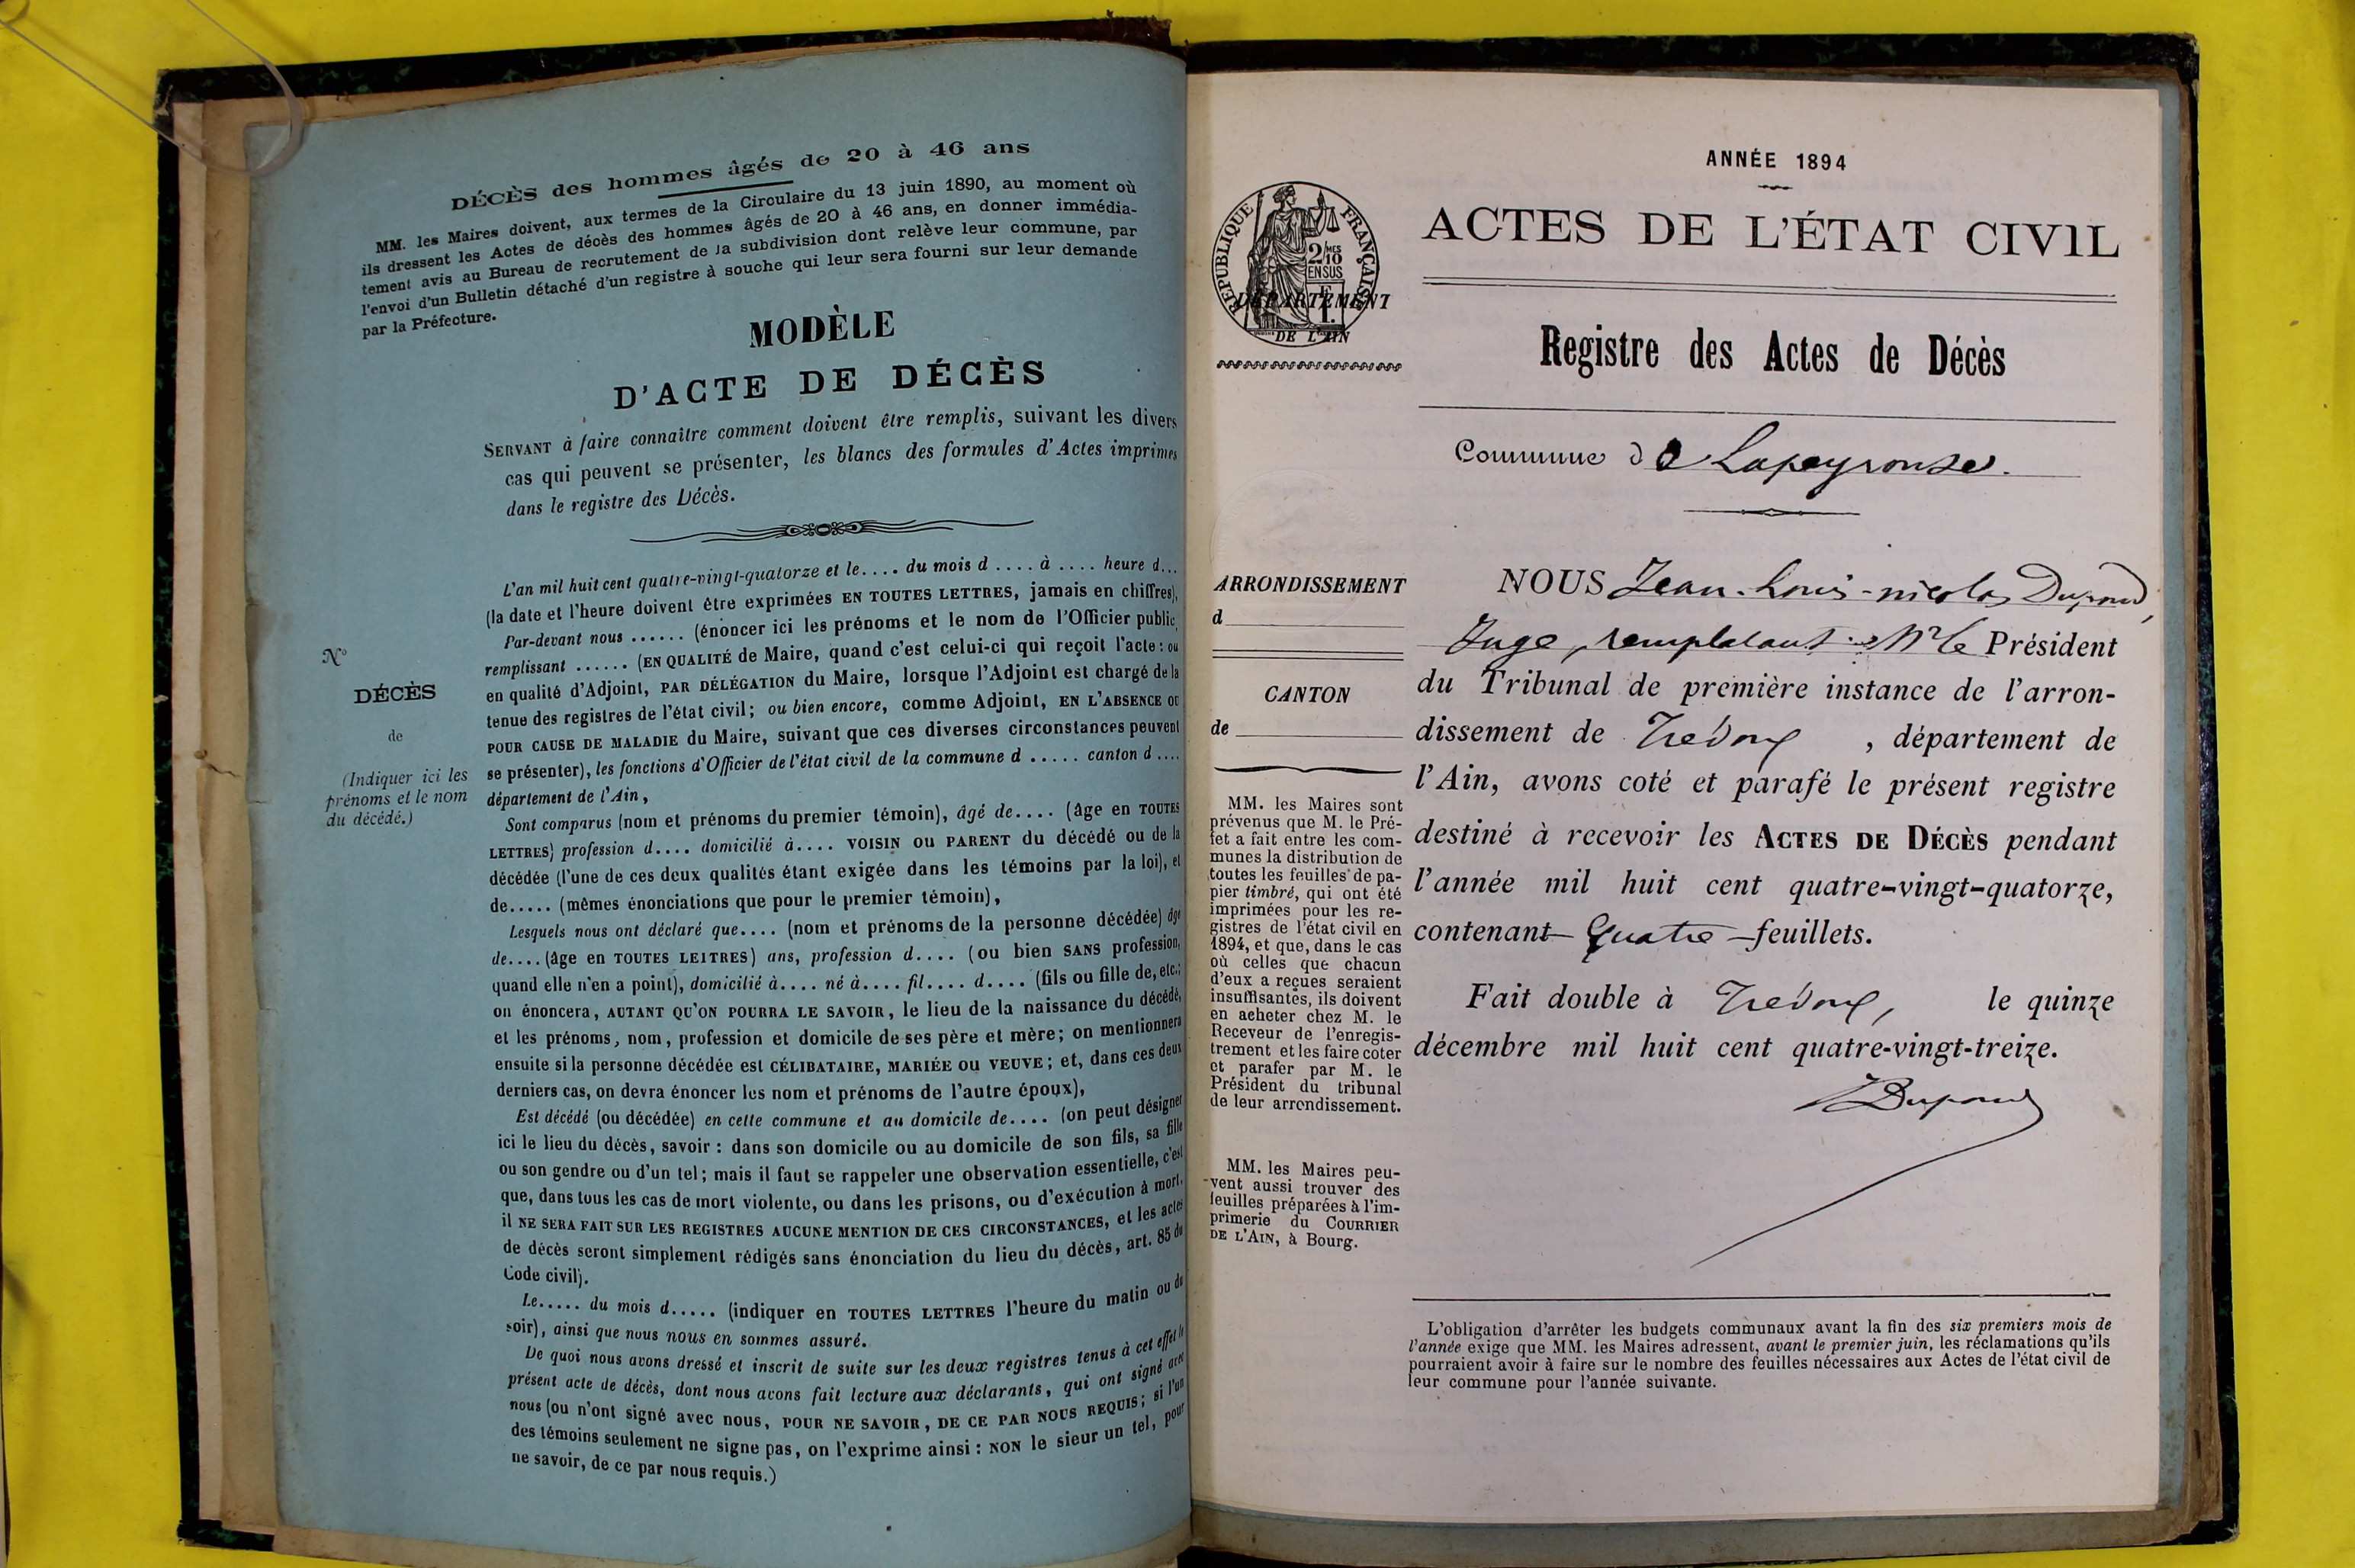 DÉCÈS des hommes âgés de 20 à 46 ans
MM. les Maires doivent, aux termes de la Circulaire du 13 juin 1890, au moment où
ils dressent les Actes de décès des hommes âgés de 20 à 46 ans, en donner immédia-
tement avis au Bureau de recrutement de la subdivision dont relève leur commune, par
l'envoi d'un Bulletin détaché d'un registre à souche qui leur sera fourni sur leur demande
par la Préfecture.
MODÈLE
D'ACTE DE DÉCÈS
SERVANT à faire connaître comment doivent être remplis, suivant les divers
cas qui peuvent se présenter, les blancs des formules d'Actes imprimés
dans le registre des Décès.
L'an mil huit cent quatre-vingt-quatorze et le.... du mois d .... à .... heure d...
(la date et l'heure doivent être exprimées EN TOUTES LETTRES, jamais en chiffres),
Par-devant nous ...... (énoncer ici les prénoms et le nom de l'Officier public,
remplissant ...... (EN QUALITÉ de Maire, quand c'est celui-ci qui reçoit l'acte: ou
en qualité d'Adjoint, PAR DÉLÉGATION du Maire, lorsque l'Adjoint est chargé de la
tenue des registres de l'état civil; ou bien encore, comme Adjoint, EN L'ABSENCE OU
POUR CAUSE DE MALADIE du Maire, suivant que ces diverses circonstances peuvent
se présenter), les fonctions d'Officier de l'état civil de la commune d ..... canton d ....
département de l'Ain,
Sont comparus (nom et prénoms du premier témoin), âgé de.... (âge en TOUTES
LETTRES) profession d.... domicilié à.... VOISIN OU PARENT du décédé ou de la
décédée (l'une de ces deux qualités étant exigée dans les témoins par la loi), et
de..... (mêmes énonciations que pour le premier témoin),
Lesquels nous ont déclaré que.... (nom et prénoms de la personne décédée) âgé
de.... (âge en TOUTES LETTRES) ans, profession d.... (ou bien SANS profession,
quand elle n'en a point), domicilié à.... né à.... fil.... d.... (fils ou fille de, etc.;
on énoncera, AUTANT QU'ON POURRA LE SAVOIR, le lieu de la naissance du décédé,
et les prénoms, nom, profession et domicile de ses père et mère; on mentionnera
ensuite si la personne décédée est CÉLIBATAIRE, MARIÉE OU VEUVE; et, dans ces deux
derniers cas, on devra énoncer les nom et prénoms de l'autre époux),
Est décédé (ou décédée) en cette commune et au domicile de.... (on peut désigner
ici le lieu du décès, savoir: dans son domicile ou au domicile de son fils, sa fille
ou son gendre ou d'un tel; mais il faut se rappeler une observation essentielle, c'est
que, dans tous les cas de mort violente, ou dans les prisons, ou d'exécution à mort,
il NE SERA FAIT SUR LES REGISTRES AUCUNE MENTION DE CES CIRCONSTANCES, et les actes
de décès seront simplement rédigés sans énonciation du lieu du décès, art. 85 du
Code civil).
Le..... du mois d..... (indiquer en TOUTES LETTRES l'heure du matin ou du
soir), ainsi que nous nous en sommes assuré.
De quoi nous avons dressé et inscrit de suite sur les deux registres tenus à cet effet le
présent acte de décès, dont nous avons fait lecture aux déclarants, qui ont signé avec
nous (ou n'ont signé avec nous, POUR NE SAVOIR, DE CE PAR NOUS REQUIS; si l'un
des témoins seulement ne signe pas, on l'exprime ainsi: NON le sieur un tel, pour
ne savoir, de ce par nous requis.)
N°
DÉCÈS
de
(Indiquer ici les
prénoms et le nom
du décédé.)
RÉPUBLIQUE FRANÇAISE
2/10 MES
EN SUS
DÉPARTEMENT
DE L'AIN
ARRONDISSEMENT
d
CANTON
de
MM. les Maires sont
prévenus que M. le Pré-
fet a fait entre les com-
munes la distribution de
toutes les feuilles de pa-
pier timbré, qui ont été
imprimées pour les re-
gistres de l'état civil en
1894, et que, dans le cas
où celles que chacun
d'eux a reçues seraient
insuffisantes, ils doivent
en acheter chez M. le
Receveur de l'enregis-
trement et les faire coter
et parafer par M. le
Président du tribunal
de leur arrondissement.
MM. les Maires peu-
vent aussi trouver des
feuilles préparées à l'im-
primerie du COURRIER
DE L'AIN, à Bourg.
ANNÉE 1894
ACTES DE L'ÉTAT CIVIL
Registre des Actes de Décès
Commune de Lapeyrouse.
NOUS Jean-Louis-nicolas Dupond,
Juge, remplaçant Mr le Président
du Tribunal de première instance de l'arron-
dissement de Trévoux, département de
l'Ain, avons coté et parafé le présent registre
destiné à recevoir les ACTES DE DÉCÈS pendant
l'année mil huit cent quatre-vingt-quatorze,
contenant Quatre feuillets.
Fait double à Trévoux, le quinze
décembre mil huit cent quatre-vingt-treize.
Dupond
L'obligation d'arrêter les budgets communaux avant la fin des six premiers mois de
l'année exige que MM. les Maires adressent, avant le premier juin, les réclamations qu'ils
pourraient avoir à faire sur le nombre des feuilles nécessaires aux Actes de l'état civil de
leur commune pour l'année suivante.